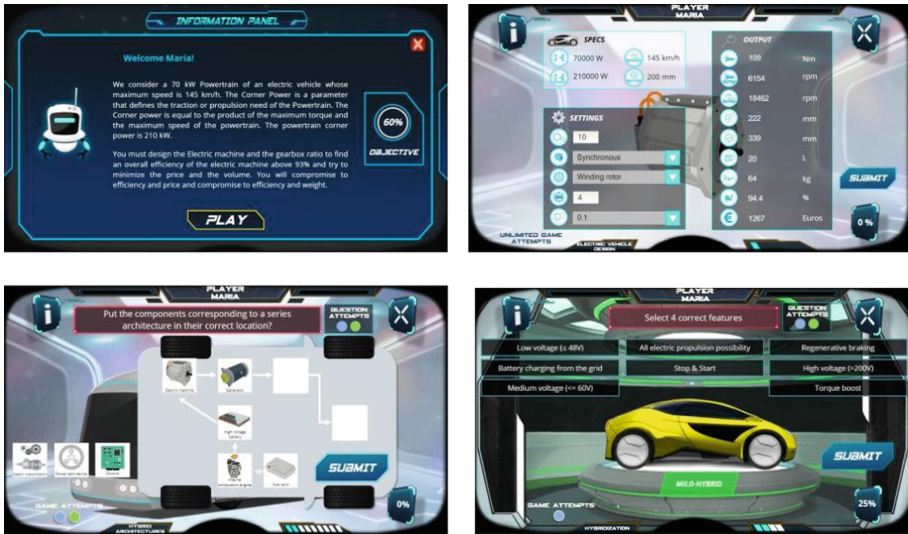 INFORMATION PANEL
Welcome Maria!
We consider a 70 kW Powertrain of an electric vehicle whose
maximum speed is 145 km/h. The Corner Power is a parameter
that defines the traction or propulsion need of the Powertrain. The
Corner power is equal to the product of the maximum torque and
the maximum speed of the powertrain. The powertrain corner
power is 210 kW.
You must design the Electric machine and the gearbox ratio to find
an overall efficiency of the electric machine above 93% and try to
minimize the price and the volume. You will compromise to
efficiency and price and compromise to efficiency and weight.
60%
OBJECTIVE
PLAY
PLAYER
MARIA
SPECS
70000 W
145 km/h
210000 W
200 mm
SETTINGS
10
Synchronous
Winding rotor
4
0.1
OUTPUT
109 Nm
6154 rpm
18462 rpm
222 mm
339 mm
20 L
64 kg
94.4 %
1267 Euros
SUBMIT
0 %
UNLIMITED GAME
ATTEMPTS
ELECTRIC VEHICLE
DESIGN
PLAYER
MARIA
Put the components corresponding to a series
architecture in their correct location?
QUESTION
ATTEMPTS
Electric machine
Generator
High voltage
battery
combustion engine
Fuel tank
SUBMIT
GAME ATTEMPTS
0%
HYBRID
ARCHITECTURES
PLAYER
MARIA
Select 4 correct features
QUESTION
ATTEMPTS
Low voltage (≤ 48V)
All electric propulsion possibility
Regenerative braking
Battery charging from the grid
Stop & Start
High voltage (>200V)
Medium voltage (<= 60V)
Torque boost
MILD-HYBRID
SUBMIT
GAME ATTEMPTS
25%
HYBRIDIZATION